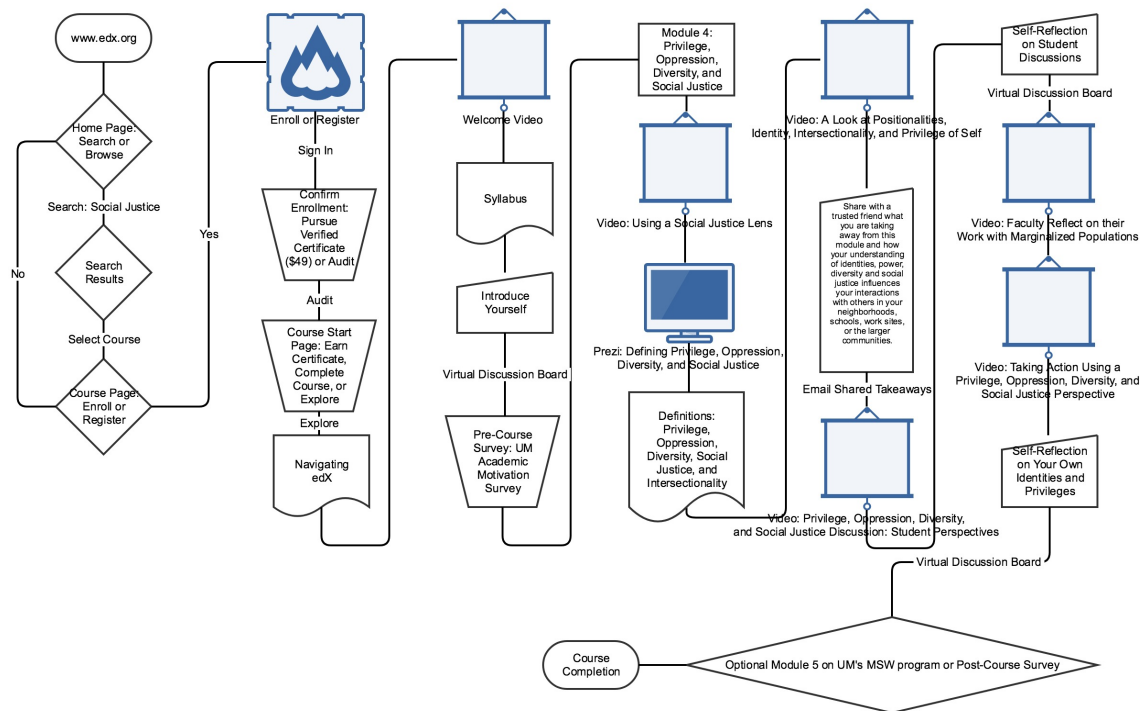 www.edx.org
Home Page:
Search or
Browse
Search: Social Justice
No
Search
Results
Select Course
Course Page:
Enroll or
Register
Yes
Enroll or Register
Sign In
Confirm
Enrollment:
Pursue
Verified
Certificate
($49) or Audit
Audit
Course Start
Page: Earn
Certificate,
Complete
Course, or
Explore
Explore
Navigating
edX
Welcome Video
Syllabus
Introduce
Yourself
Virtual Discussion Board
Pre-Course
Survey: UM
Academic
Motivation
Survey
Module 4:
Privilege,
Oppression,
Diversity, and
Social Justice
Video: Using a Social Justice Lens
Prezi: Defining Privilege, Oppression,
Diversity, and Social Justice
Definitions:
Privilege,
Oppression,
Diversity, Social
Justice, and
Intersectionality
Video: A Look at Positionalities,
Identity, Intersectionality, and Privilege of Self
Share with a
trusted friend what
you are taking
away from this
module and how
your understanding
of identities, power,
diversity and social
justice influences
your interactions
with others in your
neighborhoods,
schools, work sites,
or the larger
communities.
Email Shared Takeaways
Video: Privilege, Oppression, Diversity,
and Social Justice Discussion: Student Perspectives
Self-Reflection
on Student
Discussions
Virtual Discussion Board
Video: Faculty Reflect on their
Work with Marginalized Populations
Video: Taking Action Using a
Privilege, Oppression, Diversity, and
Social Justice Perspective
Self-Reflection
on Your Own
Identities and
Privileges
Virtual Discussion Board
Optional Module 5 on UM's MSW program or Post-Course Survey
Course
Completion